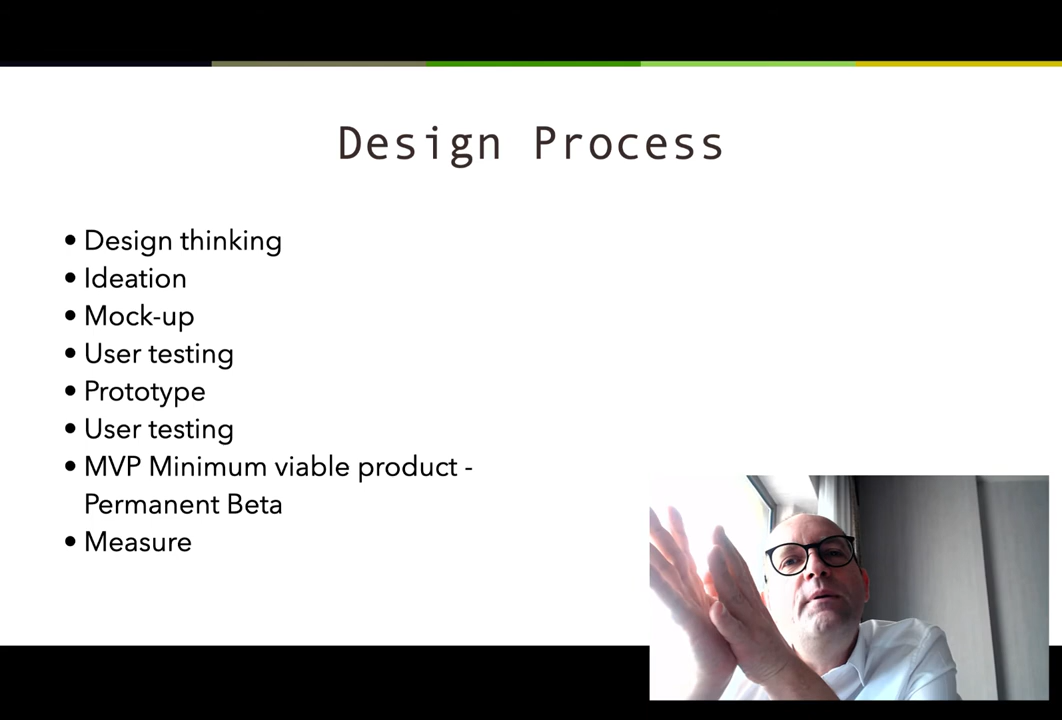 Design Process
• Design thinking
• Ideation
• Mock-up
• User testing
• Prototype
• User testing
• MVP Minimum viable product -
Permanent Beta
• Measure